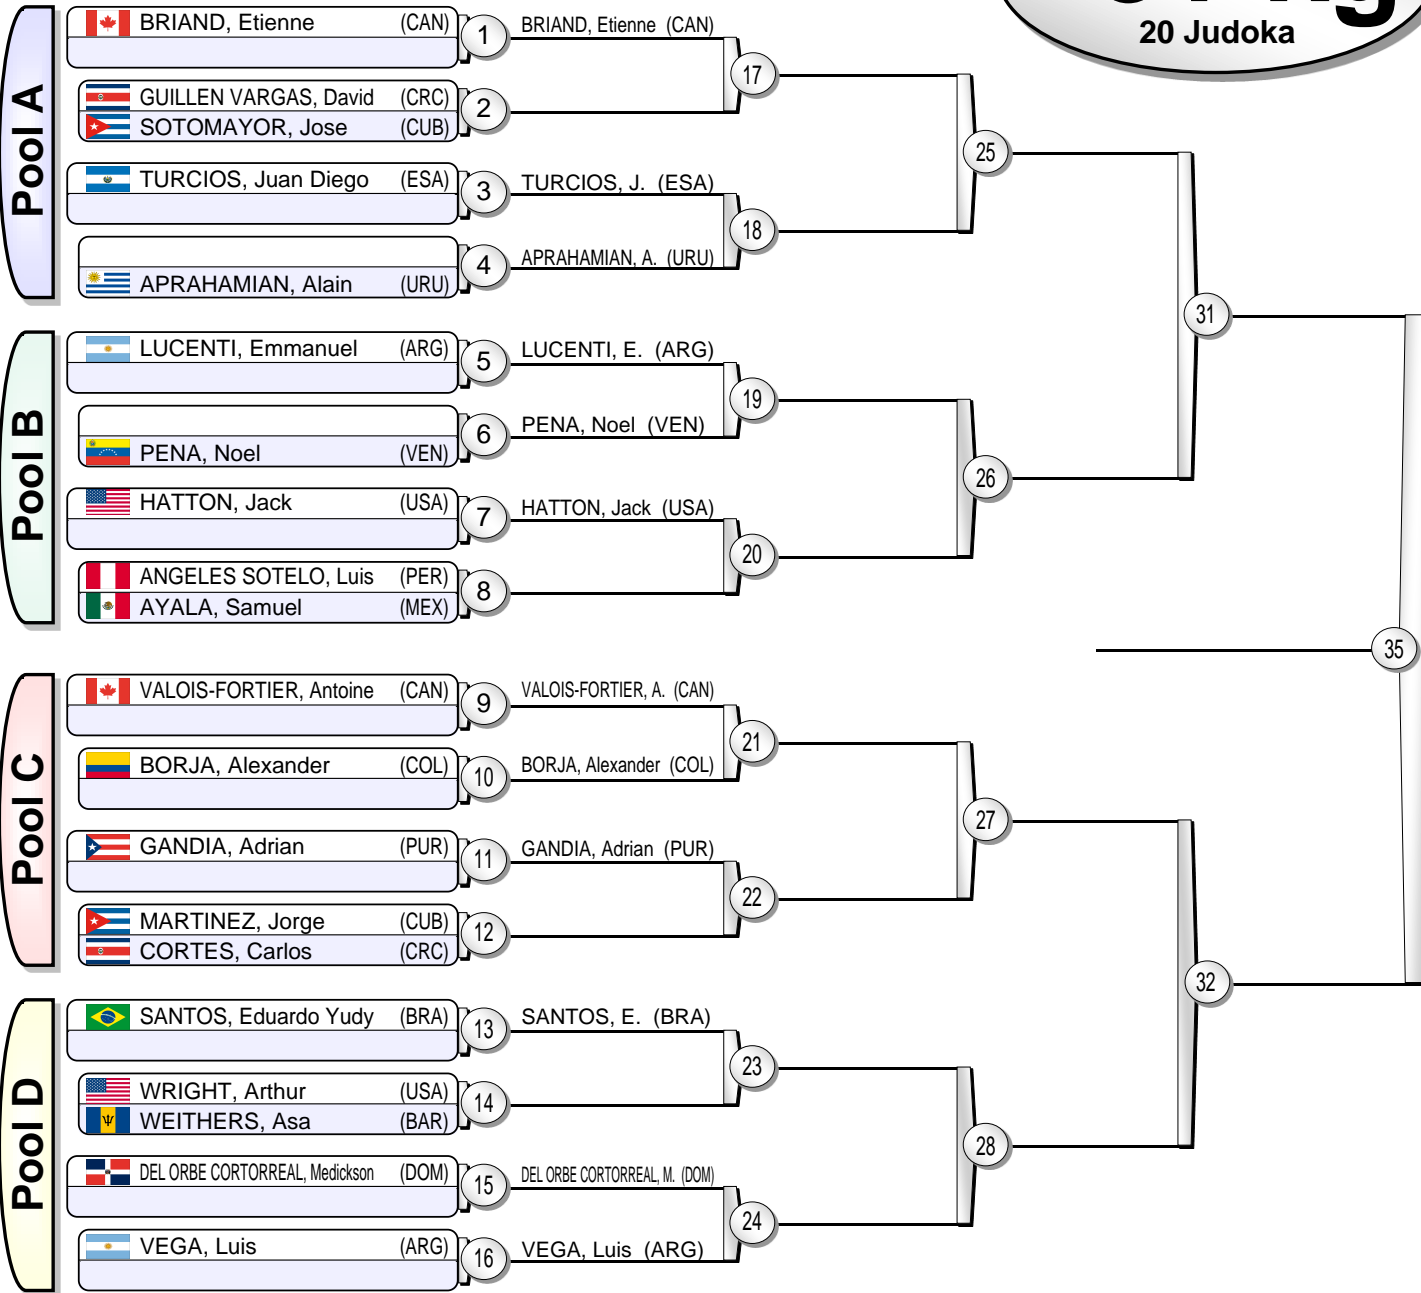 20 Judoka
Pool A
BRIAND, Etienne (CAN)
1
BRIAND, Etienne (CAN)
17
GUILLEN VARGAS, David (CRC)
SOTOMAYOR, Jose (CUB)
2
25
TURCIOS, Juan Diego (ESA)
3
TURCIOS, J. (ESA)
18
4
APRAHAMIAN, A. (URU)
APRAHAMIAN, Alain (URU)
31
Pool B
LUCENTI, Emmanuel (ARG)
5
LUCENTI, E. (ARG)
19
6
PENA, Noel (VEN)
PENA, Noel (VEN)
26
HATTON, Jack (USA)
7
HATTON, Jack (USA)
20
ANGELES SOTELO, Luis (PER)
AYALA, Samuel (MEX)
8
35
Pool C
VALOIS-FORTIER, Antoine (CAN)
9
VALOIS-FORTIER, A. (CAN)
21
BORJA, Alexander (COL)
10
BORJA, Alexander (COL)
27
GANDIA, Adrian (PUR)
11
GANDIA, Adrian (PUR)
22
MARTINEZ, Jorge (CUB)
CORTES, Carlos (CRC)
12
32
Pool D
SANTOS, Eduardo Yudy (BRA)
13
SANTOS, E. (BRA)
23
WRIGHT, Arthur (USA)
WEITHERS, Asa (BAR)
14
28
DEL ORBE CORTORREAL, Medickson (DOM)
15
DEL ORBE CORTORREAL, M. (DOM)
24
VEGA, Luis (ARG)
16
VEGA, Luis (ARG)